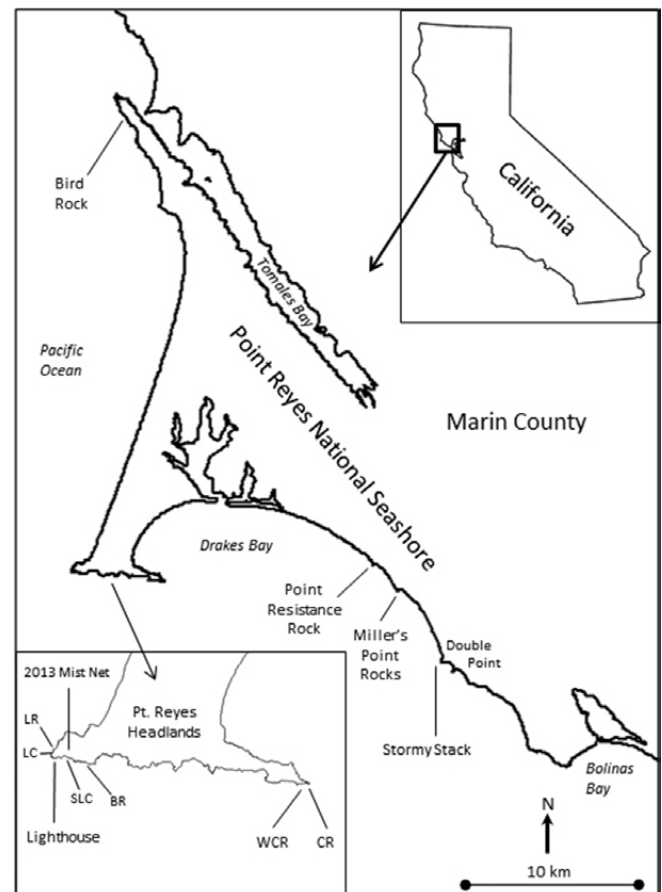 Bird
Rock
California
Tomales Bay
Pacific
Ocean
Point Reyes National Seashore
Marin County
Drakes Bay
Point
Resistance
Rock
Miller's
Point
Rocks
Double
Point
Stormy Stack
Bolinas
Bay
2013 Mist Net
LR
Pt. Reyes
Headlands
LC
SLC
BR
Lighthouse
WCR
CR
N
10 km